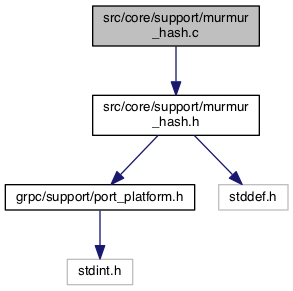 src/core/support/murmur
_hash.c
src/core/support/murmur
_hash.h
grpc/support/port_platform.h
stddef.h
stdint.h